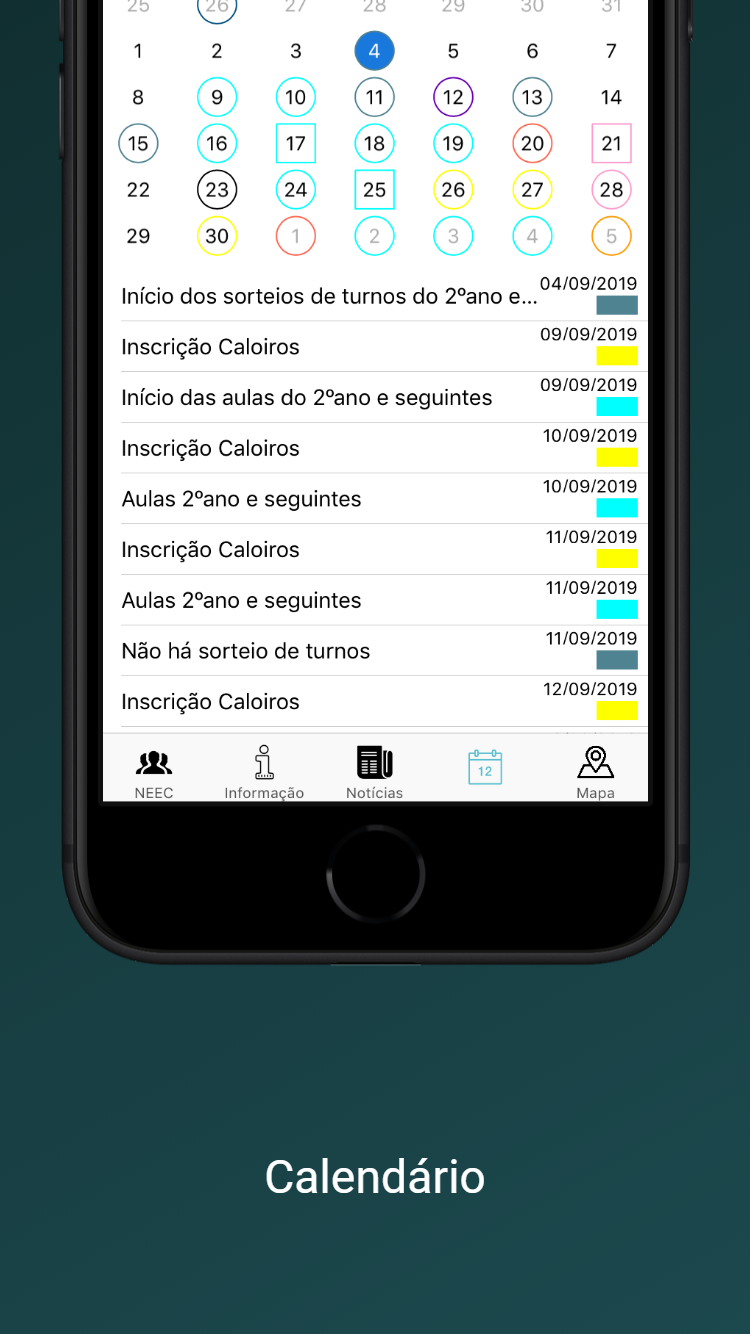 25 26 27 28 29 30 31
1 2 3 4 5 6 7
8 9 10 11 12 13 14
15 16 17 18 19 20 21
22 23 24 25 26 27 28
29 30 1 2 3 4 5
Início dos sorteios de turnos do 2ºano e... 04/09/2019
Inscrição Caloiros 09/09/2019
Início das aulas do 2ºano e seguintes 09/09/2019
Inscrição Caloiros 10/09/2019
Aulas 2ºano e seguintes 10/09/2019
Inscrição Caloiros 11/09/2019
Aulas 2ºano e seguintes 11/09/2019
Não há sorteio de turnos 11/09/2019
Inscrição Caloiros 12/09/2019
12
NEEC Informação Notícias Mapa
Calendário